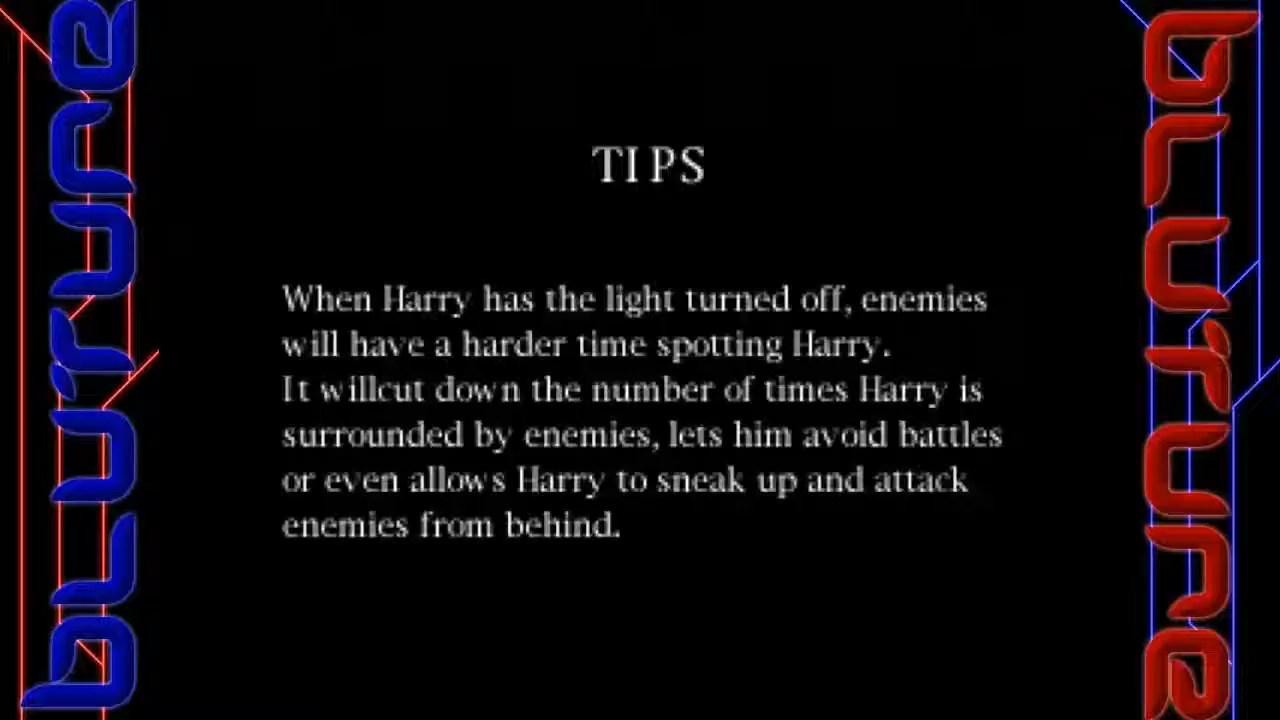 TIPS
When Harry has the light turned off, enemies
will have a harder time spotting Harry.
It willcut down the number of times Harry is
surrounded by enemies, lets him avoid battles
or even allows Harry to sneak up and attack
enemies from behind.
blufune
blufune